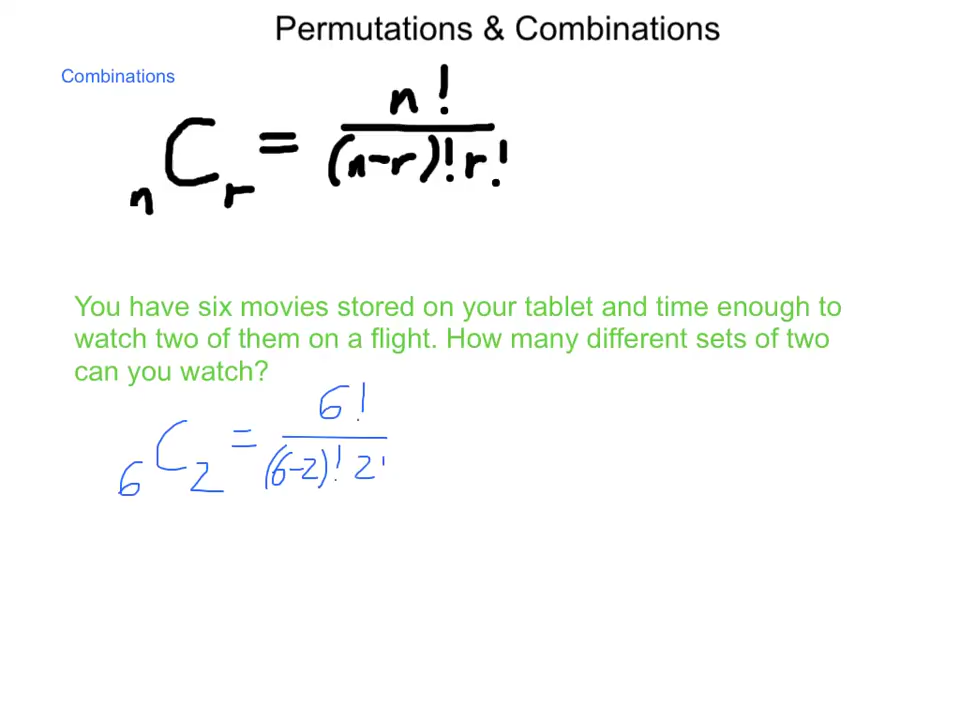 Permutations & Combinations
Combinations
nCr = n! / (n-r)! r!
You have six movies stored on your tablet and time enough to
watch two of them on a flight. How many different sets of two
can you watch?
6C2 = 6! / (6-2)! 2!